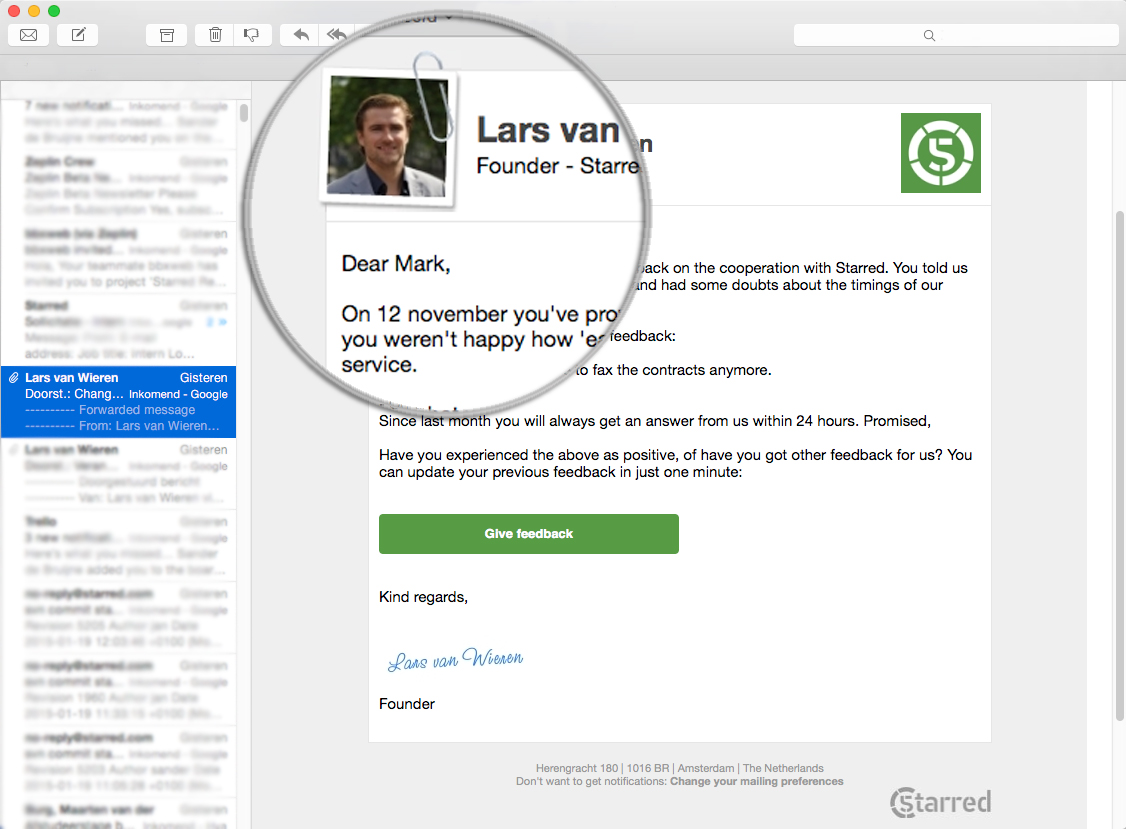 7 new notificati... Inkomend - Google
Here's what you missed... Sander
de Bruijne mentioned you on the
Zeplin Crew Gisteren
Zeplin Beta Ne... Inkomend - Google
Zeplin Beta Newsletter Please
Confirm Subscription Yes, subsc...
bbxweb (via Zeplin) Gisteren
bbxweb invited... Inkomend - Google
Hola, Your teammate bbxweb has
invited you to project 'Starred Re...
Starred Gisteren
Sollicitatie - Intern 2 »
Message: From: E-mail
address: Job title: Intern Lo...
Lars van Wieren Gisteren
Doorst.: Chang... Inkomend - Google
---------- Forwarded message
---------- From: Lars van Wieren...
Lars van Wieren Gisteren
Doorst.: Veran... Inkomend - Google
Doorgestuurd bericht
Van: Lars van Wieren
Trello Gisteren
3 new notificati... Inkomend - Google
Here's what you missed... Sander
de Bruijne added you to the boar...
no-reply@starred.com Gisteren
svn commit sta... Inkomend - Google
Revision 5205 Author jan Date
2015-01-19 12:03:40 +0100 (Mo...
no-reply@starred.com Gisteren
svn commit sta... Inkomend - Google
Revision 1960 Author jan Date
2015-01-19 11:33:15 +0100 (Mo...
no-reply@starred.com Gisteren
svn commit sta... Inkomend - Google
Revision 5203 Author sander Date
2015-01-19 11:05:28 +0100 (Mo...
Burg, Maarten van der Gisteren
Afstudeerstage b... Inkomend
Lars van
Founder - Starre
Dear Mark,
On 12 november you've pro back on the cooperation with Starred. You told us
you weren't happy how 'ea and had some doubts about the timings of our
service.
feedback:
to fax the contracts anymore.
Since last month you will always get an answer from us within 24 hours. Promised,
Have you experienced the above as positive, of have you got other feedback for us? You
can update your previous feedback in just one minute:
Give feedback
Kind regards,
Lars van Wieren
Founder
Herengracht 180 | 1016 BR | Amsterdam | The Netherlands
Don't want to get notifications: Change your mailing preferences
Starred